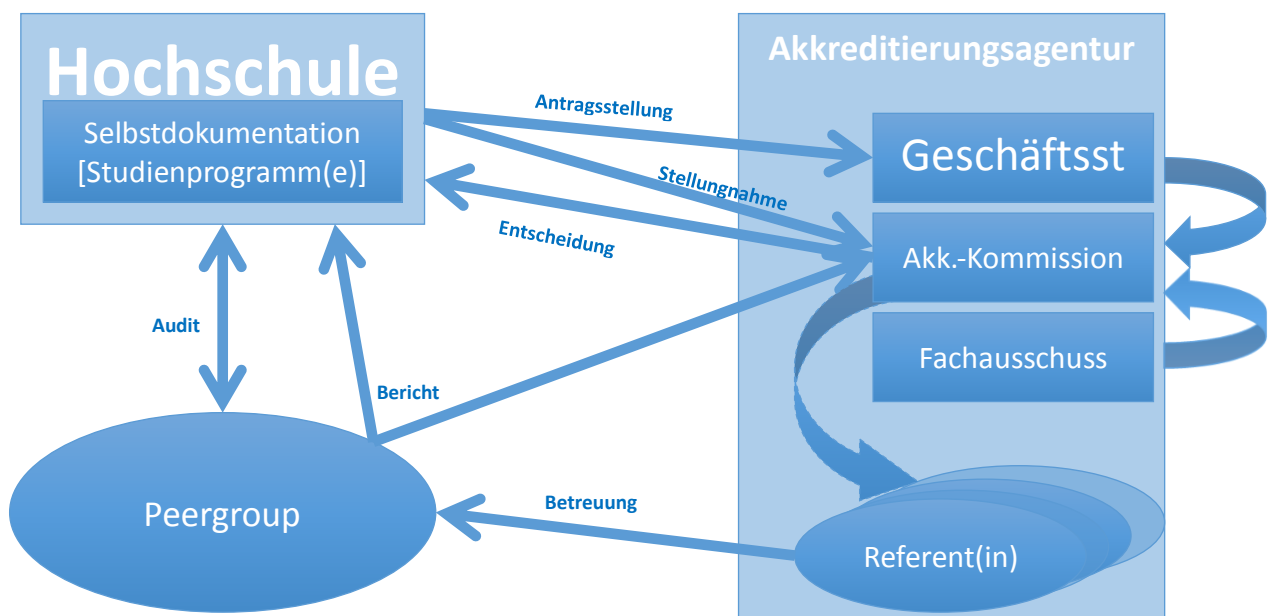 Hochschule
Selbstdokumentation
[Studienprogramm(e)]
Akkreditierungsagentur
Antragsstellung
Geschäftsst
Stellungnahme
Entscheidung
Akk.-Kommission
Audit
Fachausschuss
Bericht
Betreuung
Peergroup
Referent(in)